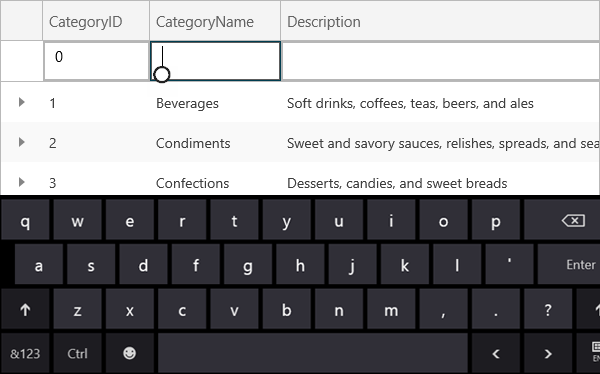 CategoryID CategoryName Description
0
1 Beverages Soft drinks, coffees, teas, beers, and ales
2 Condiments Sweet and savory sauces, relishes, spreads, and sea
3 Confections Desserts, candies, and sweet breads
q w e r t y u i o p
a s d f g h j k l ' Enter
z x c v b n m , . ?
&123 Ctrl < > EN